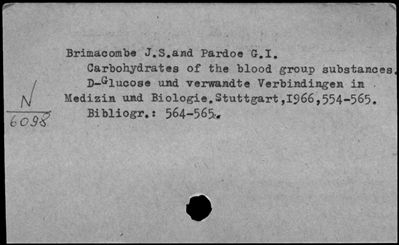 Brimacombe J.S.and Pardoe G.I.
Carbohydrates of the blood group substances.
D-Glucose und verwandte Verbindingen in
Medizin und Biologie.Stuttgart,1966,554-565.
Bibliogr.: 564-565.
N
6098